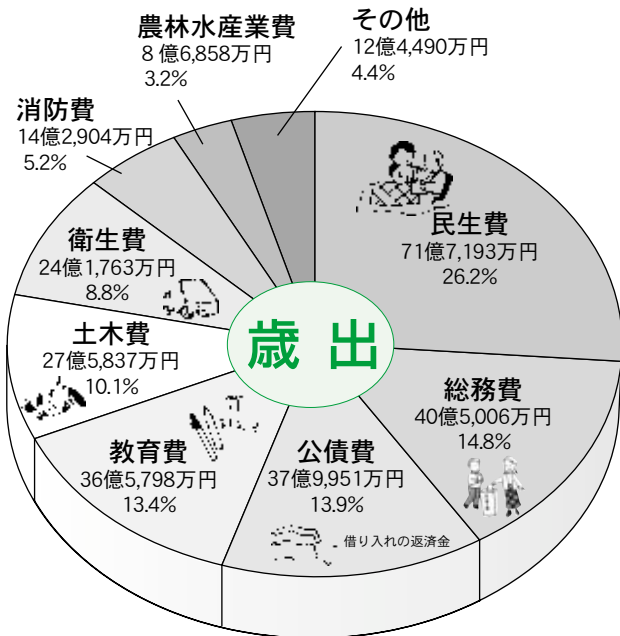 農林水産業費
8億6,858万円
3.2%
その他
12億4,490万円
4.4%
消防費
14億2,904万円
5.2%
民生費
71億7,193万円
26.2%
衛生費
24億1,763万円
8.8%
歳出
土木費
27億5,837万円
10.1%
総務費
40億5,006万円
14.8%
教育費
36億5,798万円
13.4%
公債費
37億9,951万円
13.9%
借り入れの返済金